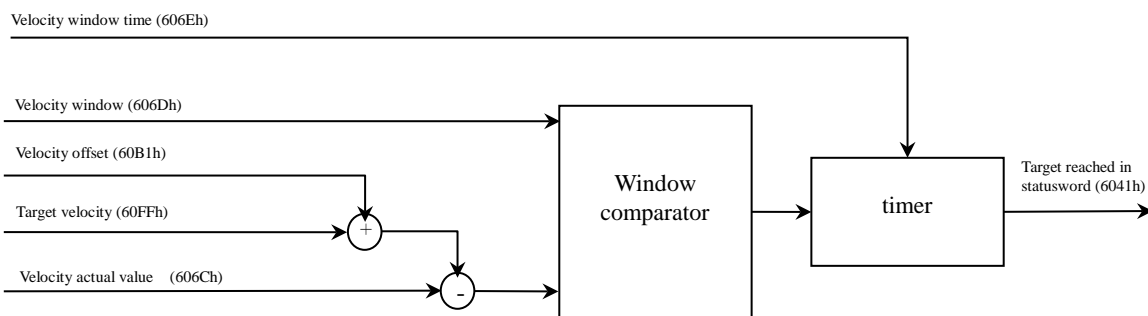 Velocity window time (606Eh)
Velocity window (606Dh)
Velocity offset (60B1h)
Target velocity (60FFh)
Velocity actual value (606Ch)
+
-
Window
comparator
timer
Target reached in
statusword (6041h)